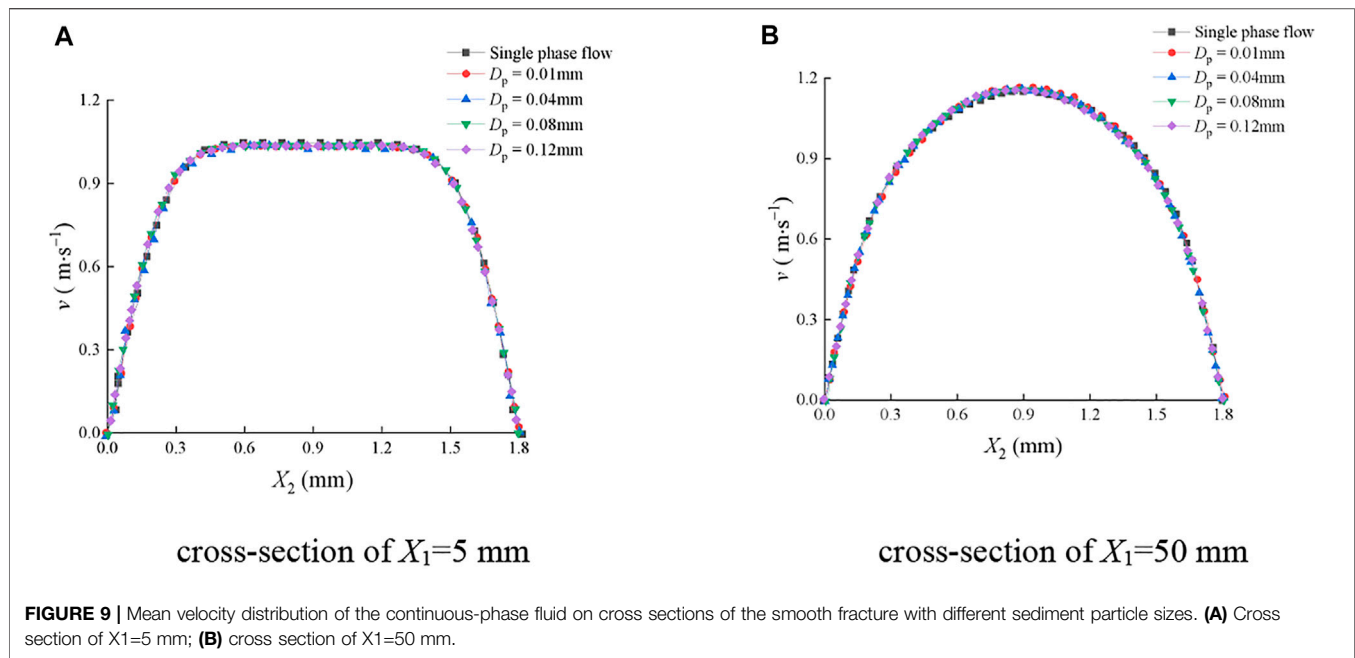 A
Single phase flow
Dp = 0.01mm
Dp = 0.04mm
Dp = 0.08mm
Dp = 0.12mm
1.2
0.9
0.6
0.3
0.0
v ( m·s⁻¹)
0.0 0.3 0.6 0.9 1.2 1.5 1.8
X2 (mm)
cross-section of X1=5 mm
B
Single phase flow
Dp = 0.01mm
Dp = 0.04mm
Dp = 0.08mm
Dp = 0.12mm
1.2
0.9
0.6
0.3
0.0
v ( m·s⁻¹)
0.0 0.3 0.6 0.9 1.2 1.5 1.8
X2 (mm)
cross-section of X1=50 mm
FIGURE 9 | Mean velocity distribution of the continuous-phase fluid on cross sections of the smooth fracture with different sediment particle sizes. (A) Cross
section of X1=5 mm; (B) cross section of X1=50 mm.